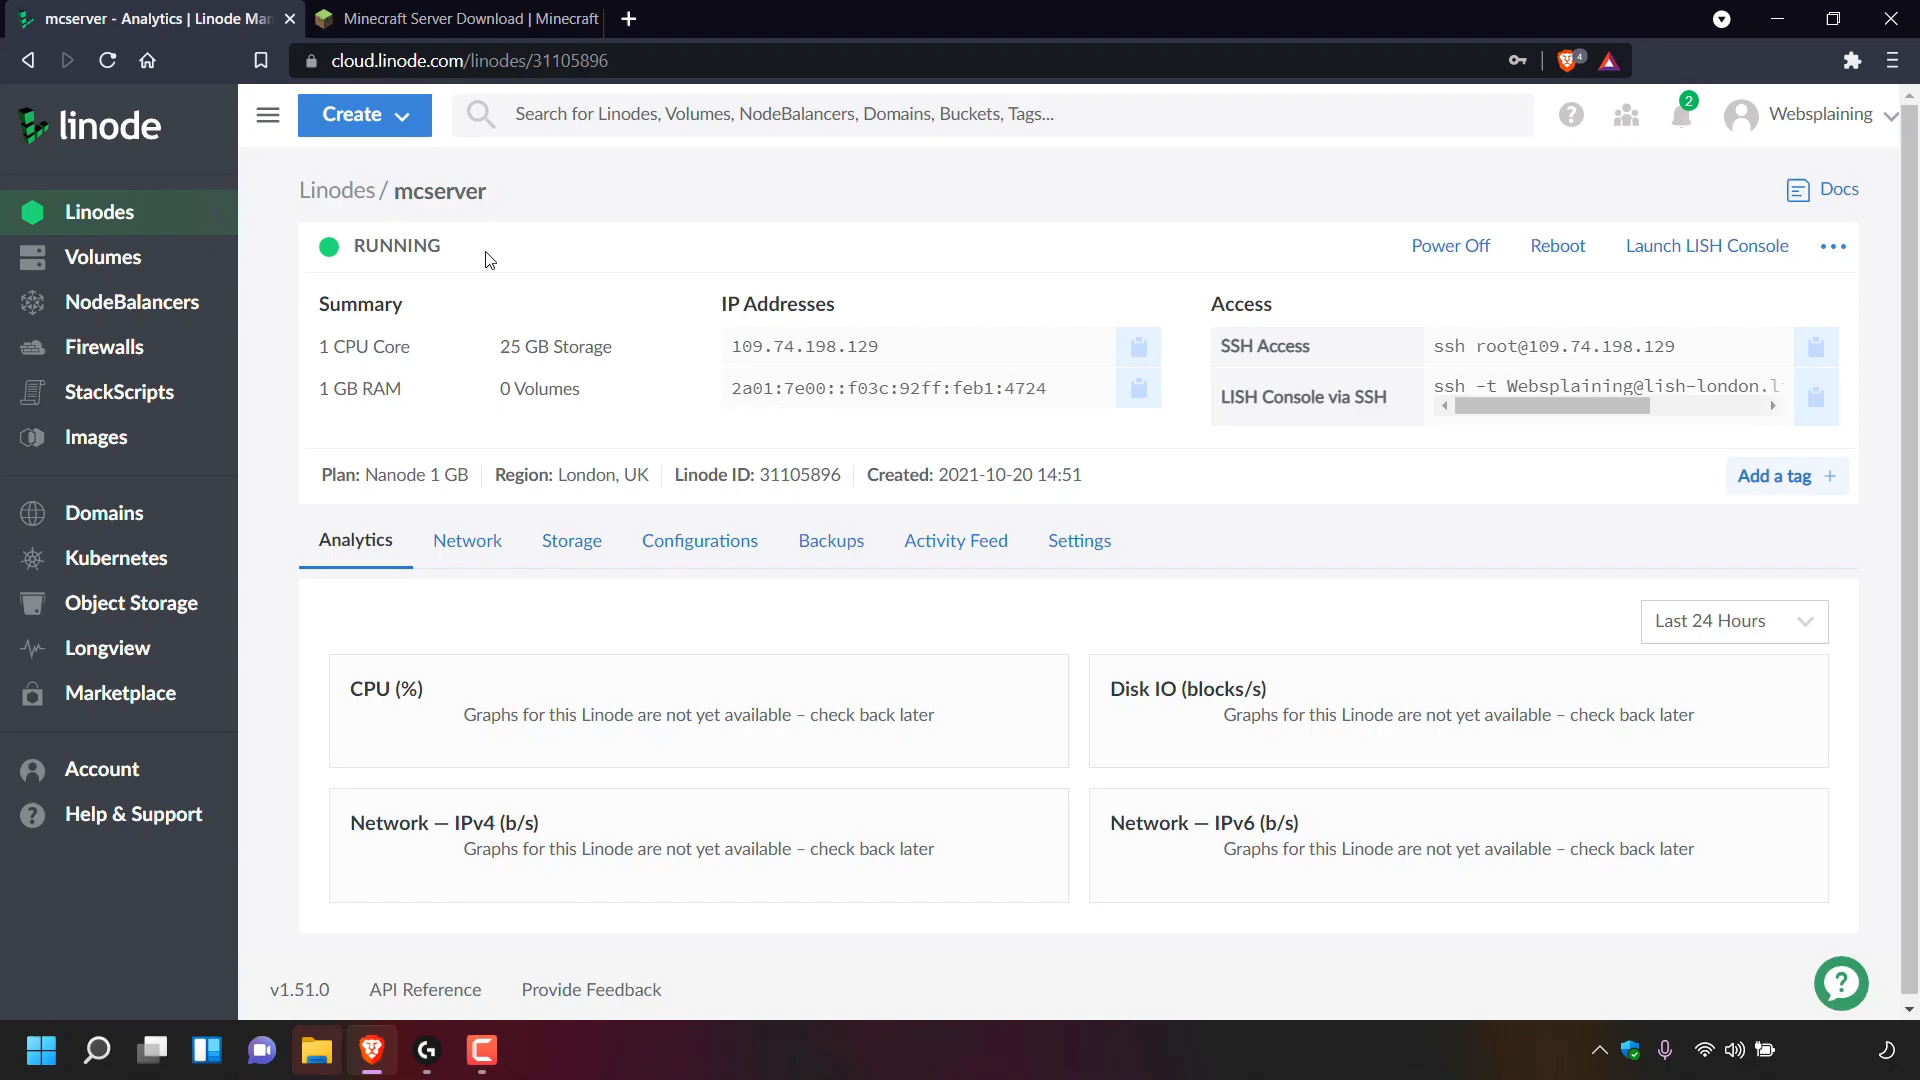 mcserver - Analytics | Linode Man
Minecraft Server Download | Minecraft
cloud.linode.com/linodes/31105896
4
linode
Create
Search for Linodes, Volumes, NodeBalancers, Domains, Buckets, Tags...
2
Websplaining
Linodes
Volumes
NodeBalancers
Firewalls
StackScripts
Images
Domains
Kubernetes
Object Storage
Longview
Marketplace
Account
Help & Support
Linodes / mcserver
Docs
RUNNING
Power Off
Reboot
Launch LISH Console
Summary
1 CPU Core
25 GB Storage
1 GB RAM
0 Volumes
IP Addresses
109.74.198.129
2a01:7e00::f03c:92ff:feb1:4724
Access
SSH Access
ssh root@109.74.198.129
LISH Console via SSH
ssh -t Websplaining@lish-london.l
Plan: Nanode 1 GB
Region: London, UK
Linode ID: 31105896
Created: 2021-10-20 14:51
Add a tag +
Analytics
Network
Storage
Configurations
Backups
Activity Feed
Settings
Last 24 Hours
CPU (%)
Graphs for this Linode are not yet available – check back later
Disk IO (blocks/s)
Graphs for this Linode are not yet available – check back later
Network — IPv4 (b/s)
Graphs for this Linode are not yet available – check back later
Network — IPv6 (b/s)
Graphs for this Linode are not yet available – check back later
v1.51.0
API Reference
Provide Feedback